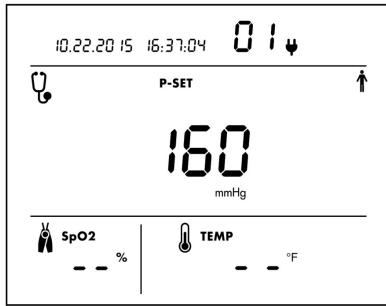 10.22.2015 16:37:04 01
P-SET
160
mmHg
SpO2 TEMP
-- % -- °F